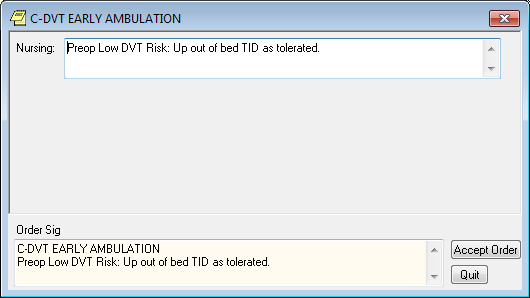 C-DVT EARLY AMBULATION
Nursing: Preop Low DVT Risk: Up out of bed TID as tolerated.
Order Sig
C-DVT EARLY AMBULATION
Preop Low DVT Risk: Up out of bed TID as tolerated.
Accept Order
Quit